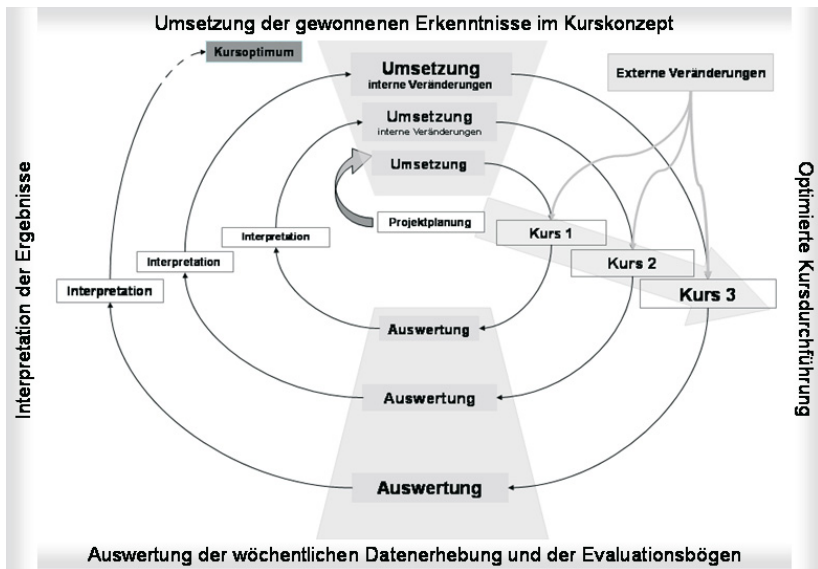 Umsetzung der gewonnenen Erkenntnisse im Kurskonzept
Kursoptimum
Umsetzung
interne Veränderungen
Externe Veränderungen
Umsetzung
interne Veränderungen
Umsetzung
Projektplanung
Kurs 1
Interpretation
Kurs 2
Interpretation
Kurs 3
Interpretation
Auswertung
Auswertung
Auswertung
Interpretation der Ergebnisse
Optimierte Kursdurchführung
Auswertung der wöchentlichen Datenerhebung und der Evaluationsbögen